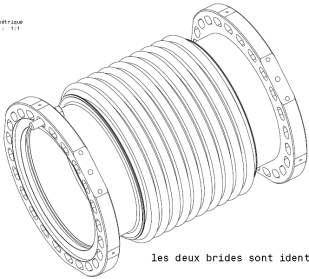 métrique
: 1:1
les deux brides sont ident